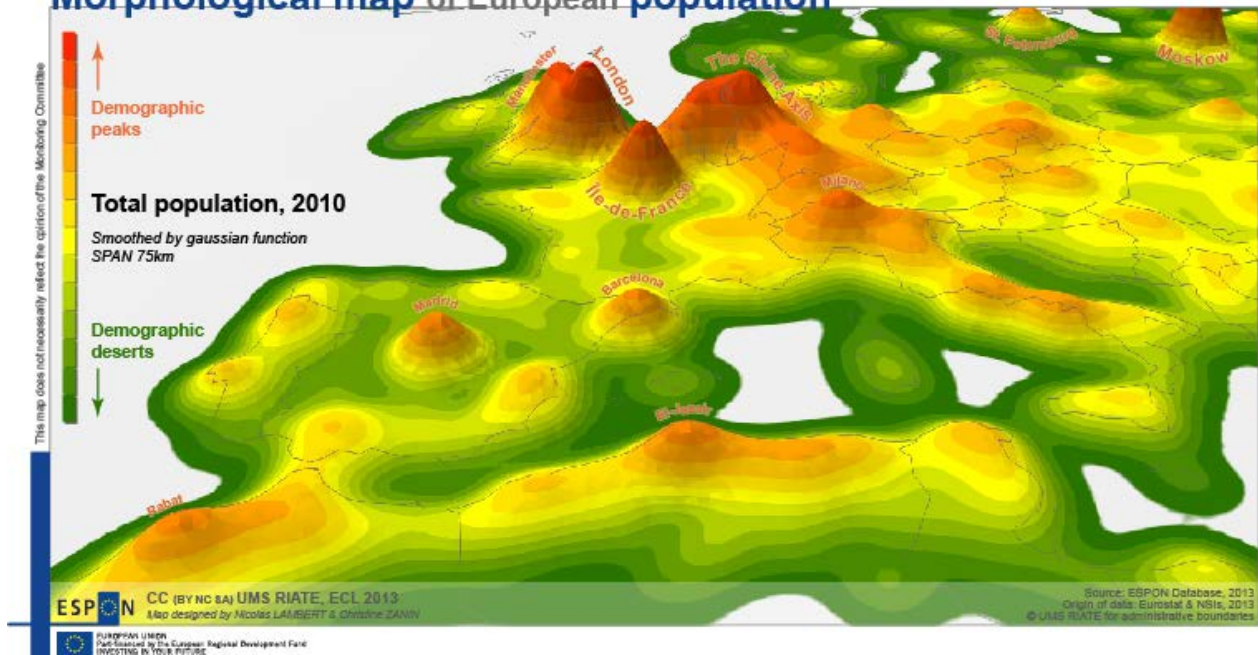 Morphological map of European population
This map does not necessarily reflect the opinion of the Monitoring Committee
Demographic
peaks
Total population, 2010
Smoothed by gaussian function
SPAN 75km
Demographic
deserts
St. Petersburg
Moskow
Manchester
London
The Rhine-Axis
Île-de-France
Milano
Barcelona
Madrid
El-Jazair
Rabat
ESPON
CC (BY NC SA) UMS RIATE, ECL 2013
Map designed by Nicolas LAMBERT & Christine ZANIN
Source: ESPON Database, 2013
Origin of data: Eurostat & NSIs, 2013
© UMS RIATE for administrative boundaries
EUROPEAN UNION
Part-financed by the European Regional Development Fund
INVESTING IN YOUR FUTURE